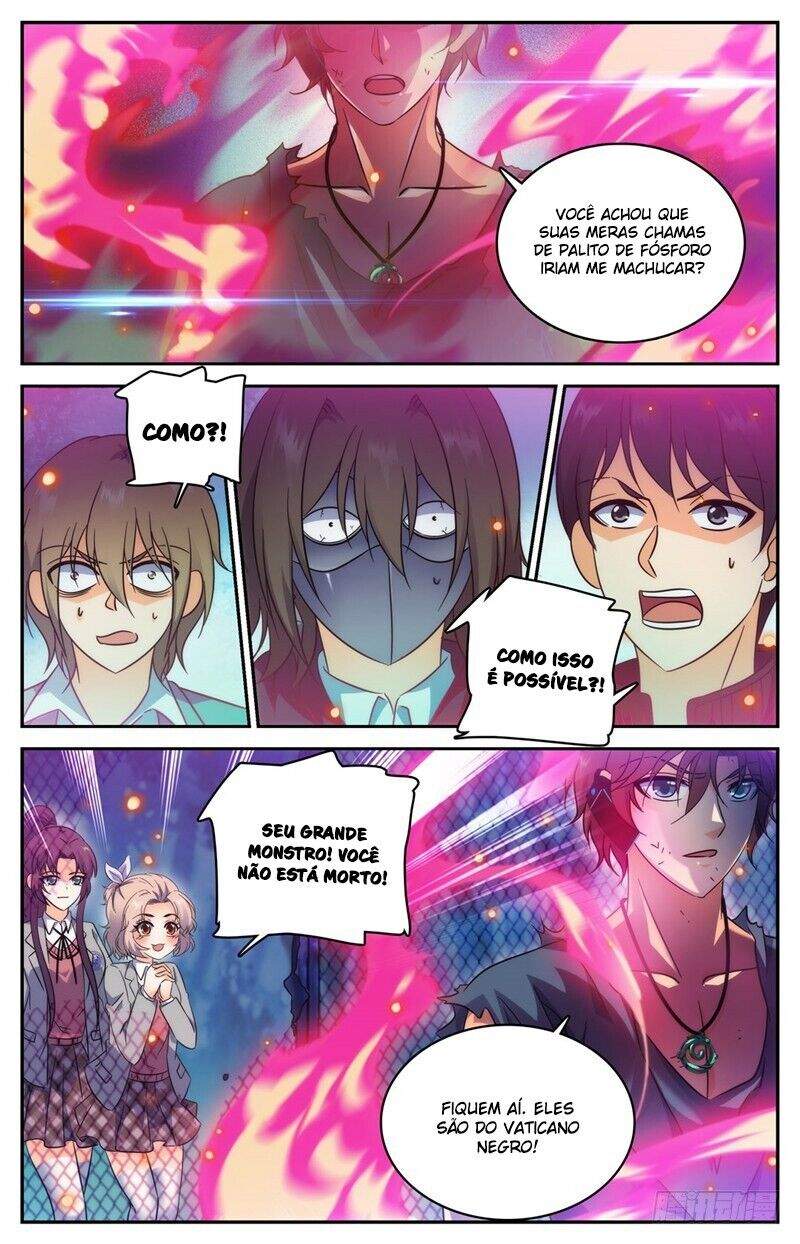 VOCÊ ACHOU QUE
SUAS MERAS CHAMAS
DE PALITO DE FÓSFORO
IRIAM ME MACHUCAR?
COMO?!
COMO ISSO
É POSSÍVEL?!
SEU GRANDE
MONSTRO! VOCÊ
NÃO ESTÁ MORTO!
FIQUEM AÍ. ELES
SÃO DO VATICANO
NEGRO!